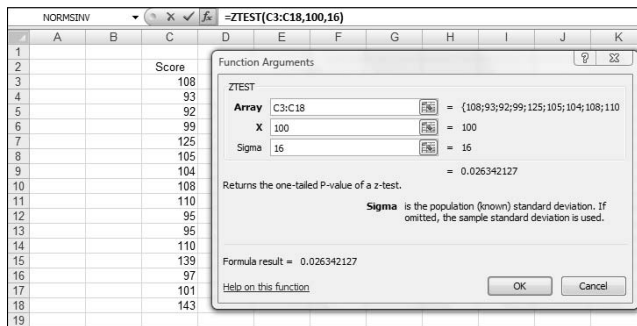 NORMSINV =ZTEST(C3:C18,100,16)
A B C D E F G H I J K
1
2 Score
3 108
4 93
5 92
6 99
7 125
8 105
9 104
10 108
11 110
12 95
13 95
14 110
15 139
16 97
17 101
18 143
19
Function Arguments
ZTEST
Array C3:C18 = {108;93;92;99;125;105;104;108;110
X 100 = 100
Sigma 16 = 16
= 0.026342127
Returns the one-tailed P-value of a z-test.
Sigma is the population (known) standard deviation. If
omitted, the sample standard deviation is used.
Formula result = 0.026342127
Help on this function OK Cancel